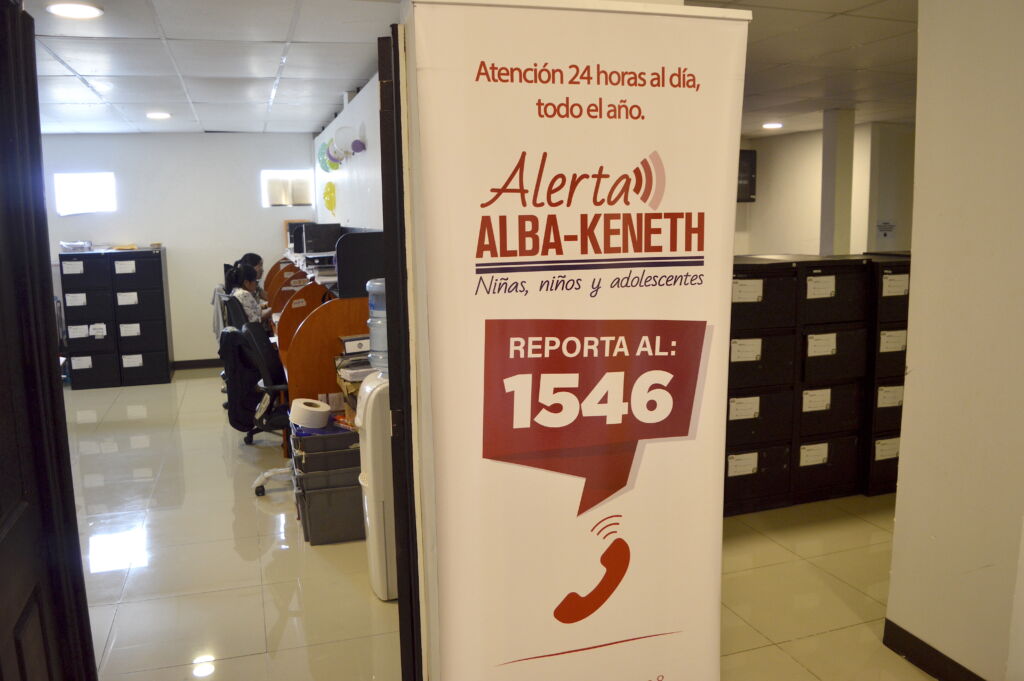 Atención 24 horas al día,
todo el año.
Alerta
ALBA-KENETH
Niñas, niños y adolescentes
REPORTA AL:
1546